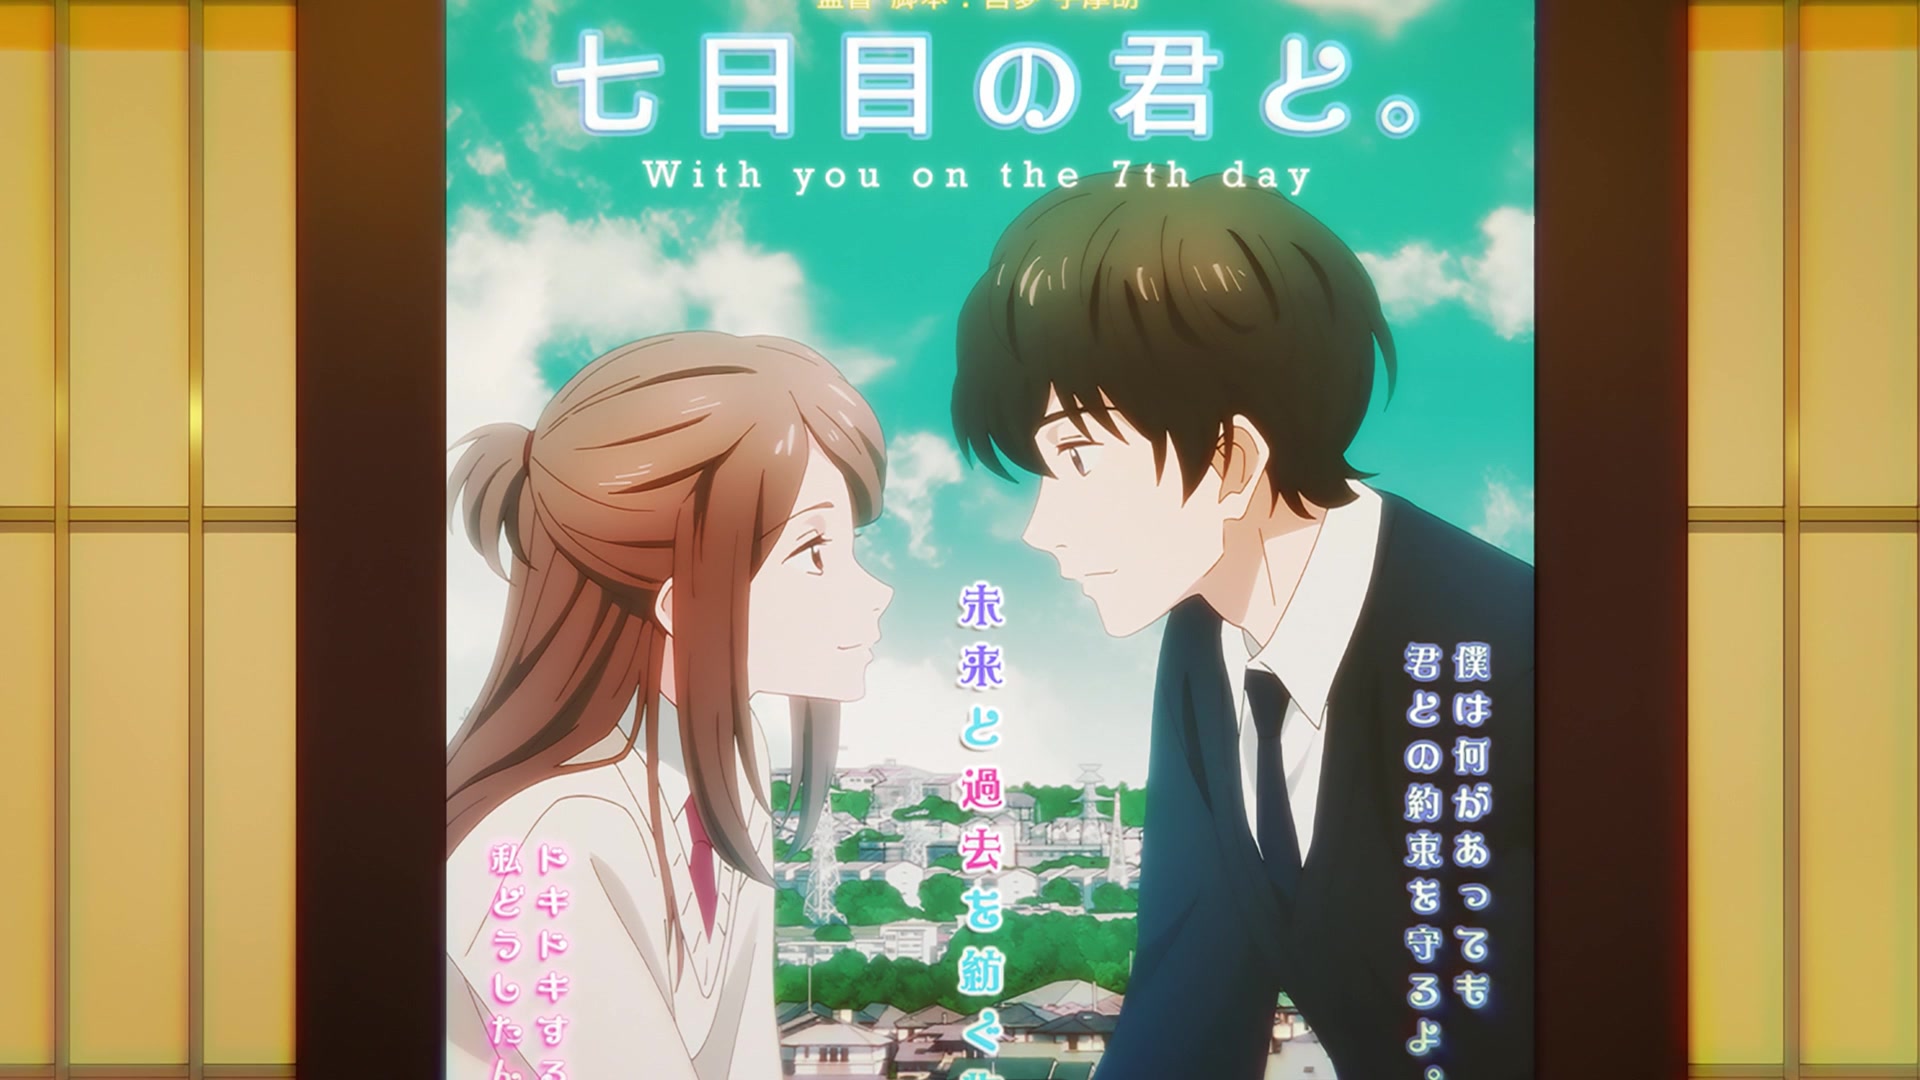 七日目の君と。
With you on the 7th day
僕は何があっても
君との約束を守るよ。
未来と過去を紡ぐ
ドキドキする
私どうしたん